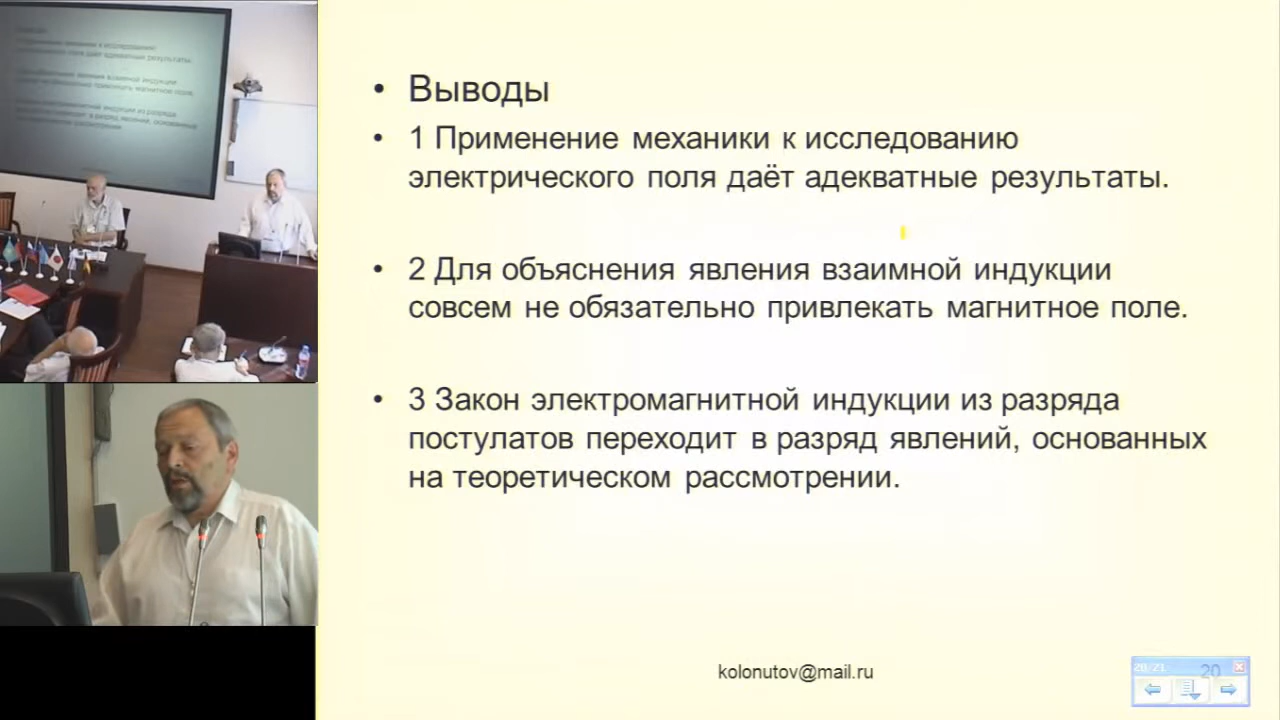 Выводы
1 Применение механики к исследованию
электрического поля даёт адекватные результаты.
2 Для объяснения явления взаимной индукции
совсем не обязательно привлекать магнитное поле.
3 Закон электромагнитной индукции из разряда
постулатов переходит в разряд явлений, основанных
на теоретическом рассмотрении.
kolonutov@mail.ru
20/21
20